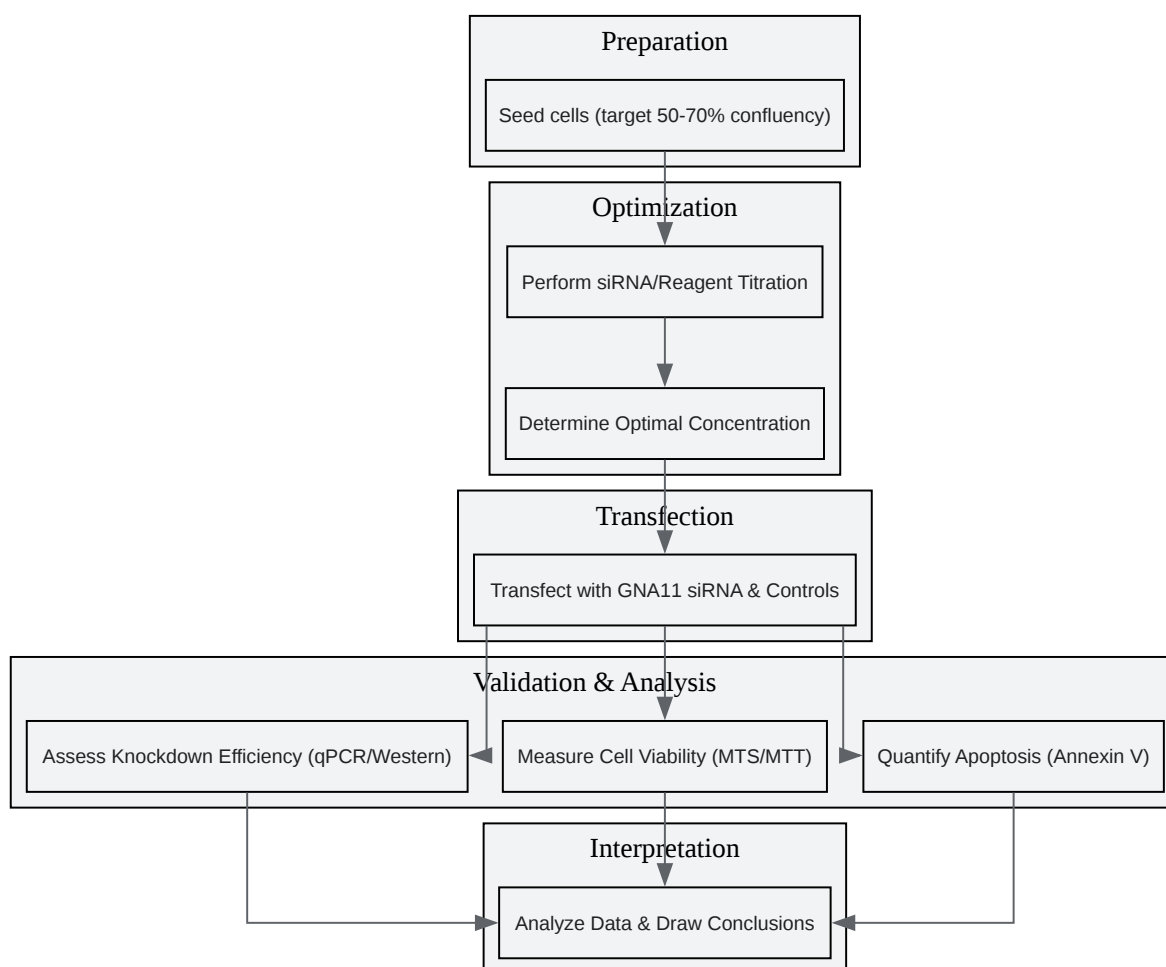 Preparation
Seed cells (target 50-70% confluency)
Optimization
Perform siRNA/Reagent Titration
Determine Optimal Concentration
Transfection
Transfect with GNA11 siRNA & Controls
Validation & Analysis
Assess Knockdown Efficiency (qPCR/Western)
Measure Cell Viability (MTS/MTT)
Quantify Apoptosis (Annexin V)
Interpretation
Analyze Data & Draw Conclusions